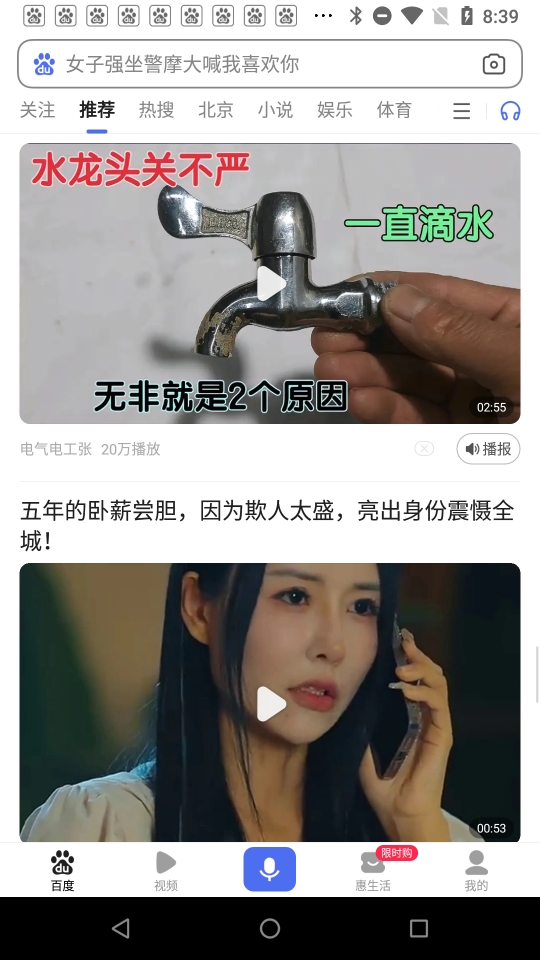 8:39
女子强坐警摩大喊我喜欢你
关注 推荐 热搜 北京 小说 娱乐 体育
水龙头关不严
一直滴水
无非就是2个原因
02:55
电气电工张 20万播放
播报
五年的卧薪尝胆，因为欺人太盛，亮出身份震慑全
城！
00:53
限时购
百度 视频 惠生活 我的